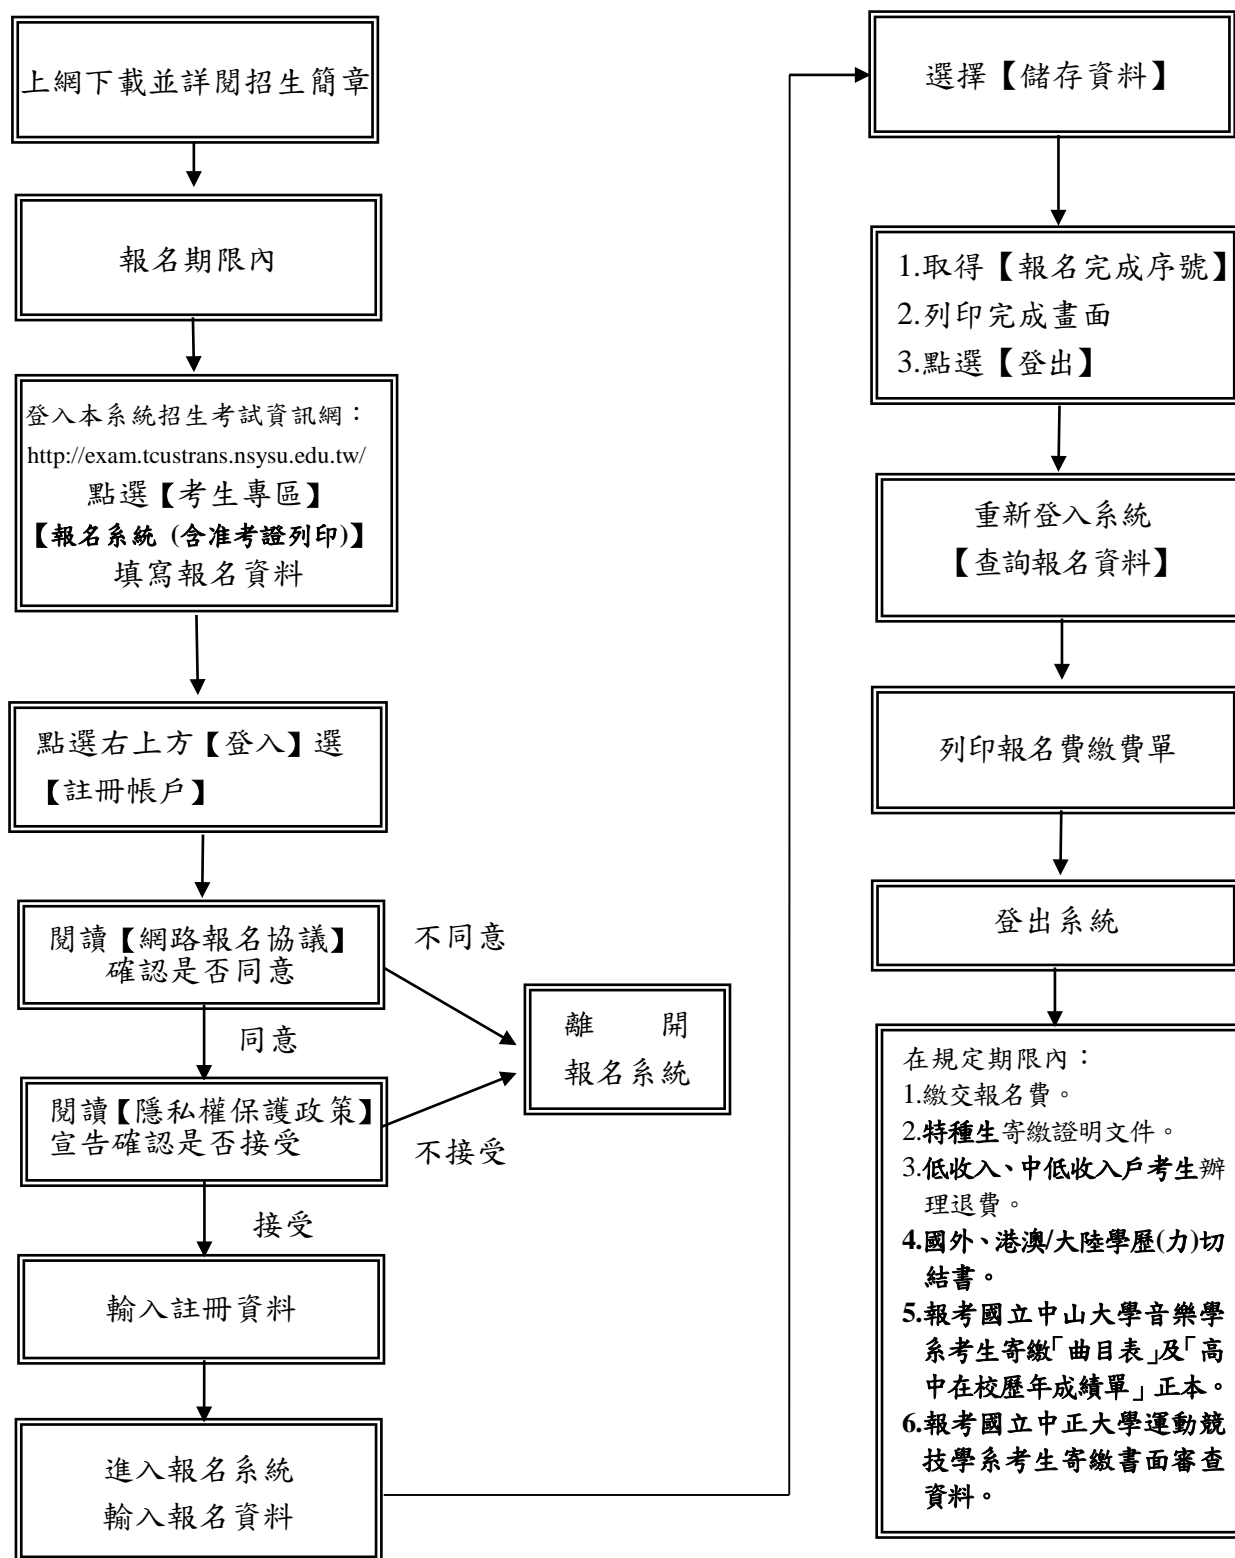 上網下載並詳閱招生簡章
報名期限內
登入本系統招生考試資訊網：
http://exam.tcustrans.nsysu.edu.tw/
點選【考生專區】
【報名系統 (含准考證列印)】
填寫報名資料
點選右上方【登入】選
【註冊帳戶】
閱讀【網路報名協議】
確認是否同意
不同意
同意
離　開
報名系統
閱讀【隱私權保護政策】
宣告確認是否接受
不接受
接受
輸入註冊資料
進入報名系統
輸入報名資料
選擇【儲存資料】
1.取得【報名完成序號】
2.列印完成畫面
3.點選【登出】
重新登入系統
【查詢報名資料】
列印報名費繳費單
登出系統
在規定期限內：
1.繳交報名費。
2.特種生寄繳證明文件。
3.低收入、中低收入戶考生辦
理退費。
4.國外、港澳/大陸學歷(力)切
結書。
5.報考國立中山大學音樂學
系考生寄繳「曲目表」及「高
中在校歷年成績單」正本。
6.報考國立中正大學運動競
技學系考生寄繳書面審查
資料。